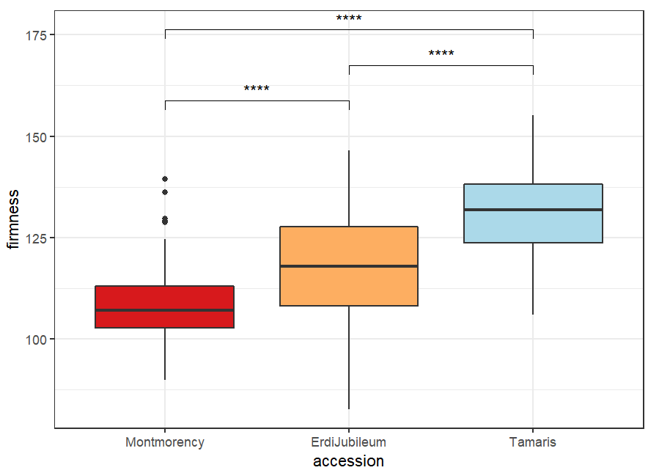 ****
175
****
****
150
firmness
125
100
Montmorency ErdiJubileum Tamaris
accession